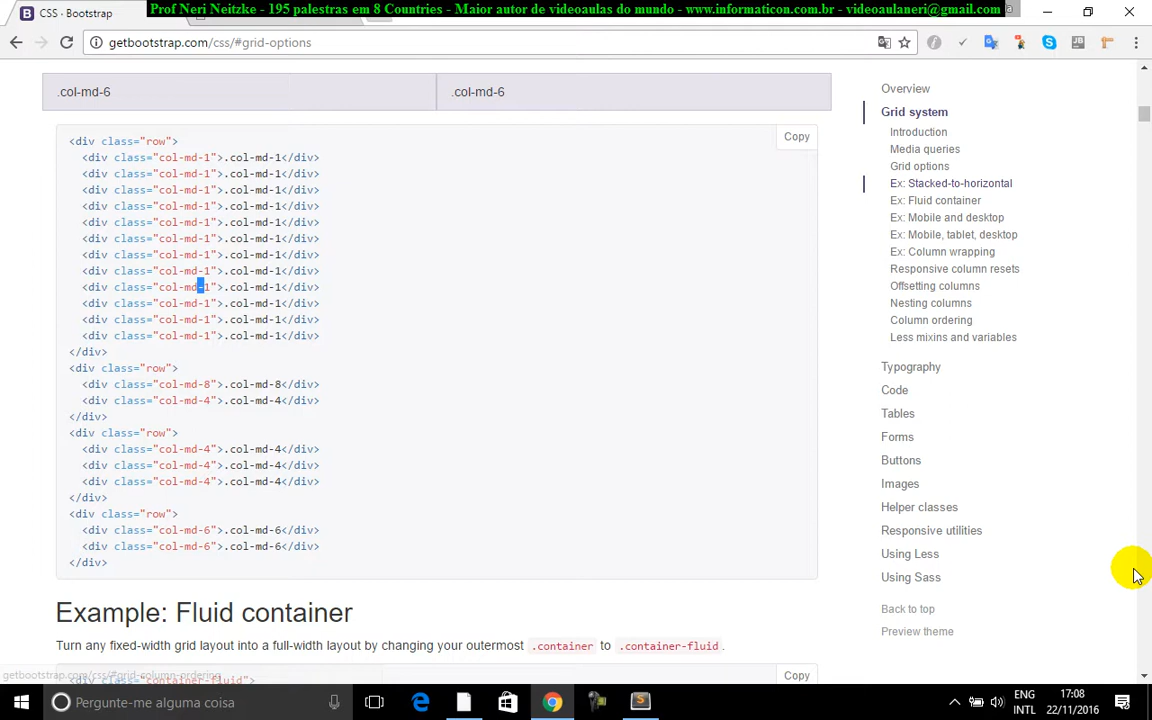 CSS · Bootstrap
Prof Neri Neitzke - 195 palestras em 8 Countries - Maior autor de videoaulas do mundo - www.informaticon.com.br - videoaulaneri@gmail.com
getbootstrap.com/css/#grid-options
.col-md-6 .col-md-6
Copy
<div class="row">
<div class="col-md-1">.col-md-1</div>
<div class="col-md-1">.col-md-1</div>
<div class="col-md-1">.col-md-1</div>
<div class="col-md-1">.col-md-1</div>
<div class="col-md-1">.col-md-1</div>
<div class="col-md-1">.col-md-1</div>
<div class="col-md-1">.col-md-1</div>
<div class="col-md-1">.col-md-1</div>
<div class="col-md-1">.col-md-1</div>
<div class="col-md-1">.col-md-1</div>
<div class="col-md-1">.col-md-1</div>
<div class="col-md-1">.col-md-1</div>
</div>
<div class="row">
<div class="col-md-8">.col-md-8</div>
<div class="col-md-4">.col-md-4</div>
</div>
<div class="row">
<div class="col-md-4">.col-md-4</div>
<div class="col-md-4">.col-md-4</div>
<div class="col-md-4">.col-md-4</div>
</div>
<div class="row">
<div class="col-md-6">.col-md-6</div>
<div class="col-md-6">.col-md-6</div>
</div>
Example: Fluid container
Turn any fixed-width grid layout into a full-width layout by changing your outermost .container to .container-fluid.
Copy
<div class="container-fluid">
getbootstrap.com/css/#grid-column-ordering
Overview
Grid system
Introduction
Media queries
Grid options
Ex: Stacked-to-horizontal
Ex: Fluid container
Ex: Mobile and desktop
Ex: Mobile, tablet, desktop
Ex: Column wrapping
Responsive column resets
Offsetting columns
Nesting columns
Column ordering
Less mixins and variables
Typography
Code
Tables
Forms
Buttons
Images
Helper classes
Responsive utilities
Using Less
Using Sass
Back to top
Preview theme
Pergunte-me alguma coisa
ENG
INTL
17:08
22/11/2016